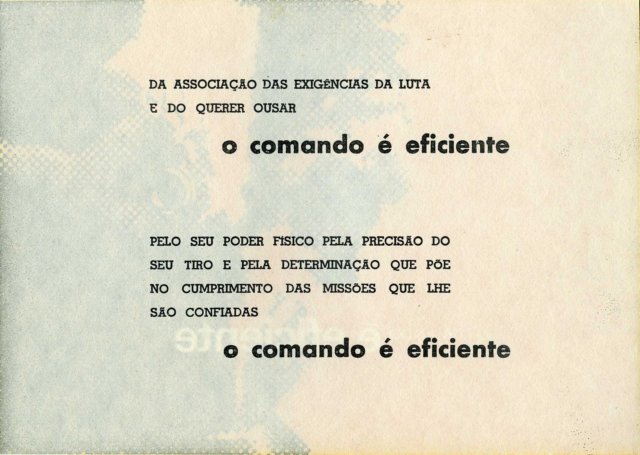 DA ASSOCIAÇÃO DAS EXIGÊNCIAS DA LUTA
E DO QUERER OUSAR
o comando é eficiente
PELO SEU PODER FÍSICO PELA PRECISÃO DO
SEU TIRO E PELA DETERMINAÇÃO QUE PÕE
NO CUMPRIMENTO DAS MISSÕES QUE LHE
SÃO CONFIADAS
é eficiente
o comando é eficiente